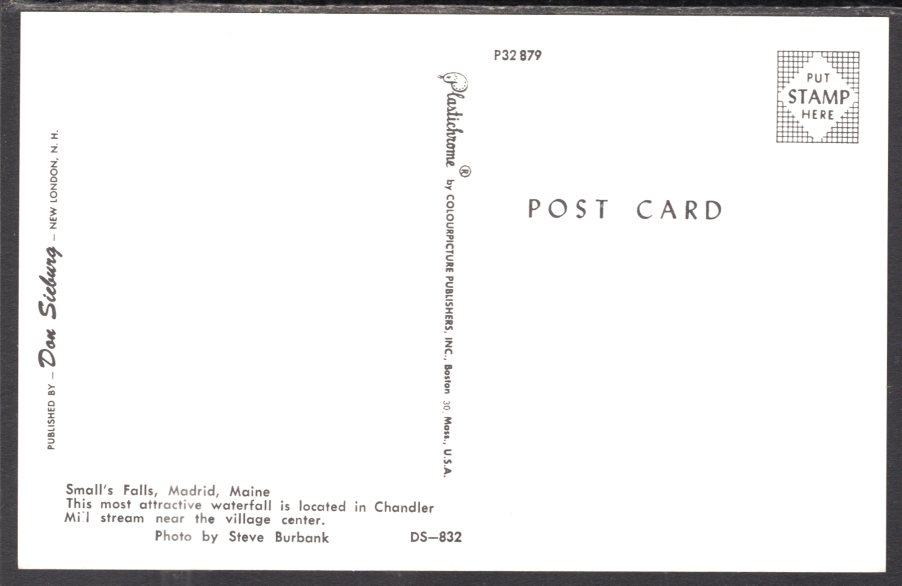 P32879
PUT
STAMP
HERE
POST CARD
Plastichrome ® by COLOURPICTURE PUBLISHERS, INC., Boston 30, Mass., U.S.A.
PUBLISHED BY – Don Sieburg – NEW LONDON, N. H.
Small's Falls, Madrid, Maine
This most attractive waterfall is located in Chandler
Mill stream near the village center.
Photo by Steve Burbank DS—832